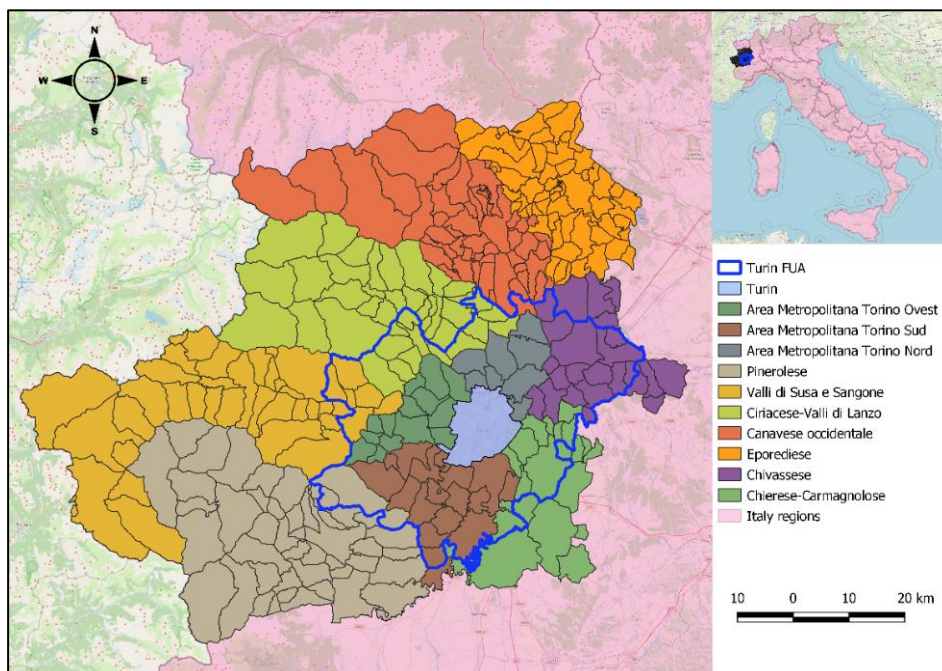 N
W E
S
Turin FUA
Turin
Area Metropolitana Torino Ovest
Area Metropolitana Torino Sud
Area Metropolitana Torino Nord
Pinerolese
Valli di Susa e Sangone
Ciriacese-Valli di Lanzo
Canavese occidentale
Eporediese
Chivassese
Chierese-Carmagnolose
Italy regions
10 0 10 20 km